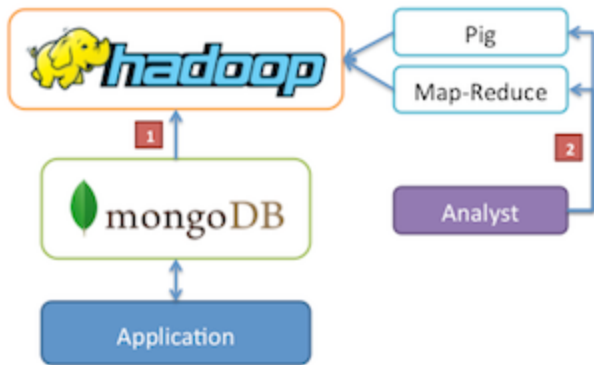 hadoop
Pig
Map-Reduce
1
2
mongoDB
Analyst
Application